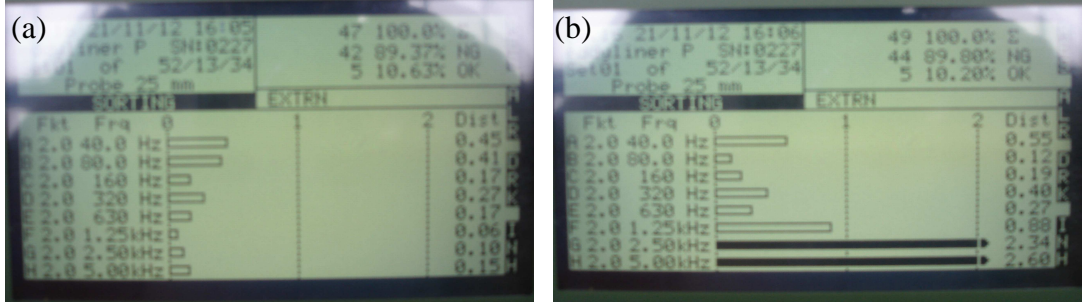 (a)
21/11/12 16:05
liner P SN:0227
of 52/13/34
Probe 25 mm
47 100.0% Σ
42 89.37% NG
5 10.63% OK
SORTING
EXTRN
Fkt Frq 0 1 2 Dist
A 2.0 40.0 Hz 0.45
B 2.0 80.0 Hz 0.41
C 2.0 160 Hz 0.17
D 2.0 320 Hz 0.27
E 2.0 630 Hz 0.17
F 2.0 1.25kHz 0.06
G 2.0 2.50kHz 0.10
H 2.0 5.00kHz 0.15
(b)
21/11/12 16:06
liner P SN:0227
Set01 of 52/13/34
Probe 25 mm
49 100.0% Σ
44 89.80% NG
5 10.20% OK
SORTING
EXTRN
Fkt Frq 0 1 2 Dist
A 2.0 40.0 Hz 0.55
B 2.0 80.0 Hz 0.12
C 2.0 160 Hz 0.19
D 2.0 320 Hz 0.40
E 2.0 630 Hz 0.27
F 2.0 1.25kHz 0.88
G 2.0 2.50kHz 2.34
H 2.0 5.00kHz 2.60